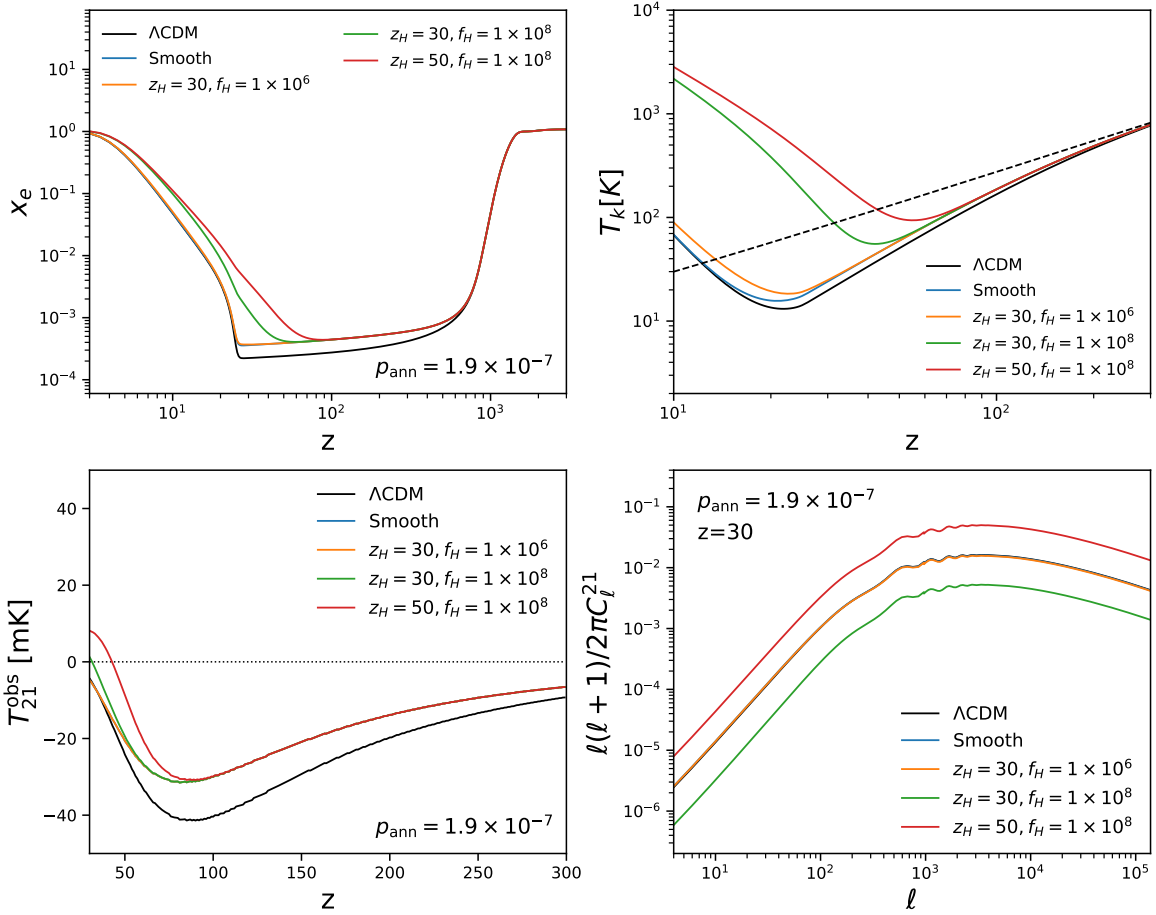 ΛCDM
Smooth
z_H = 30, f_H = 1 × 10^6
z_H = 30, f_H = 1 × 10^8
z_H = 50, f_H = 1 × 10^8
10^1
10^0
10^-1
10^-2
10^-3
10^-4
x_e
p_ann = 1.9 × 10^-7
10^1
10^2
10^3
z
10^4
10^3
10^2
10^1
T_k[K]
ΛCDM
Smooth
z_H = 30, f_H = 1 × 10^6
z_H = 30, f_H = 1 × 10^8
z_H = 50, f_H = 1 × 10^8
10^1
10^2
z
40
20
0
−20
−40
T_21^obs [mK]
ΛCDM
Smooth
z_H = 30, f_H = 1 × 10^6
z_H = 30, f_H = 1 × 10^8
z_H = 50, f_H = 1 × 10^8
p_ann = 1.9 × 10^-7
50
100
150
200
250
300
z
10^-1
10^-2
10^-3
10^-4
10^-5
10^-6
ℓ(ℓ + 1)/2πC_ℓ^21
p_ann = 1.9 × 10^-7
z=30
ΛCDM
Smooth
z_H = 30, f_H = 1 × 10^6
z_H = 30, f_H = 1 × 10^8
z_H = 50, f_H = 1 × 10^8
10^1
10^2
10^3
10^4
10^5
ℓ